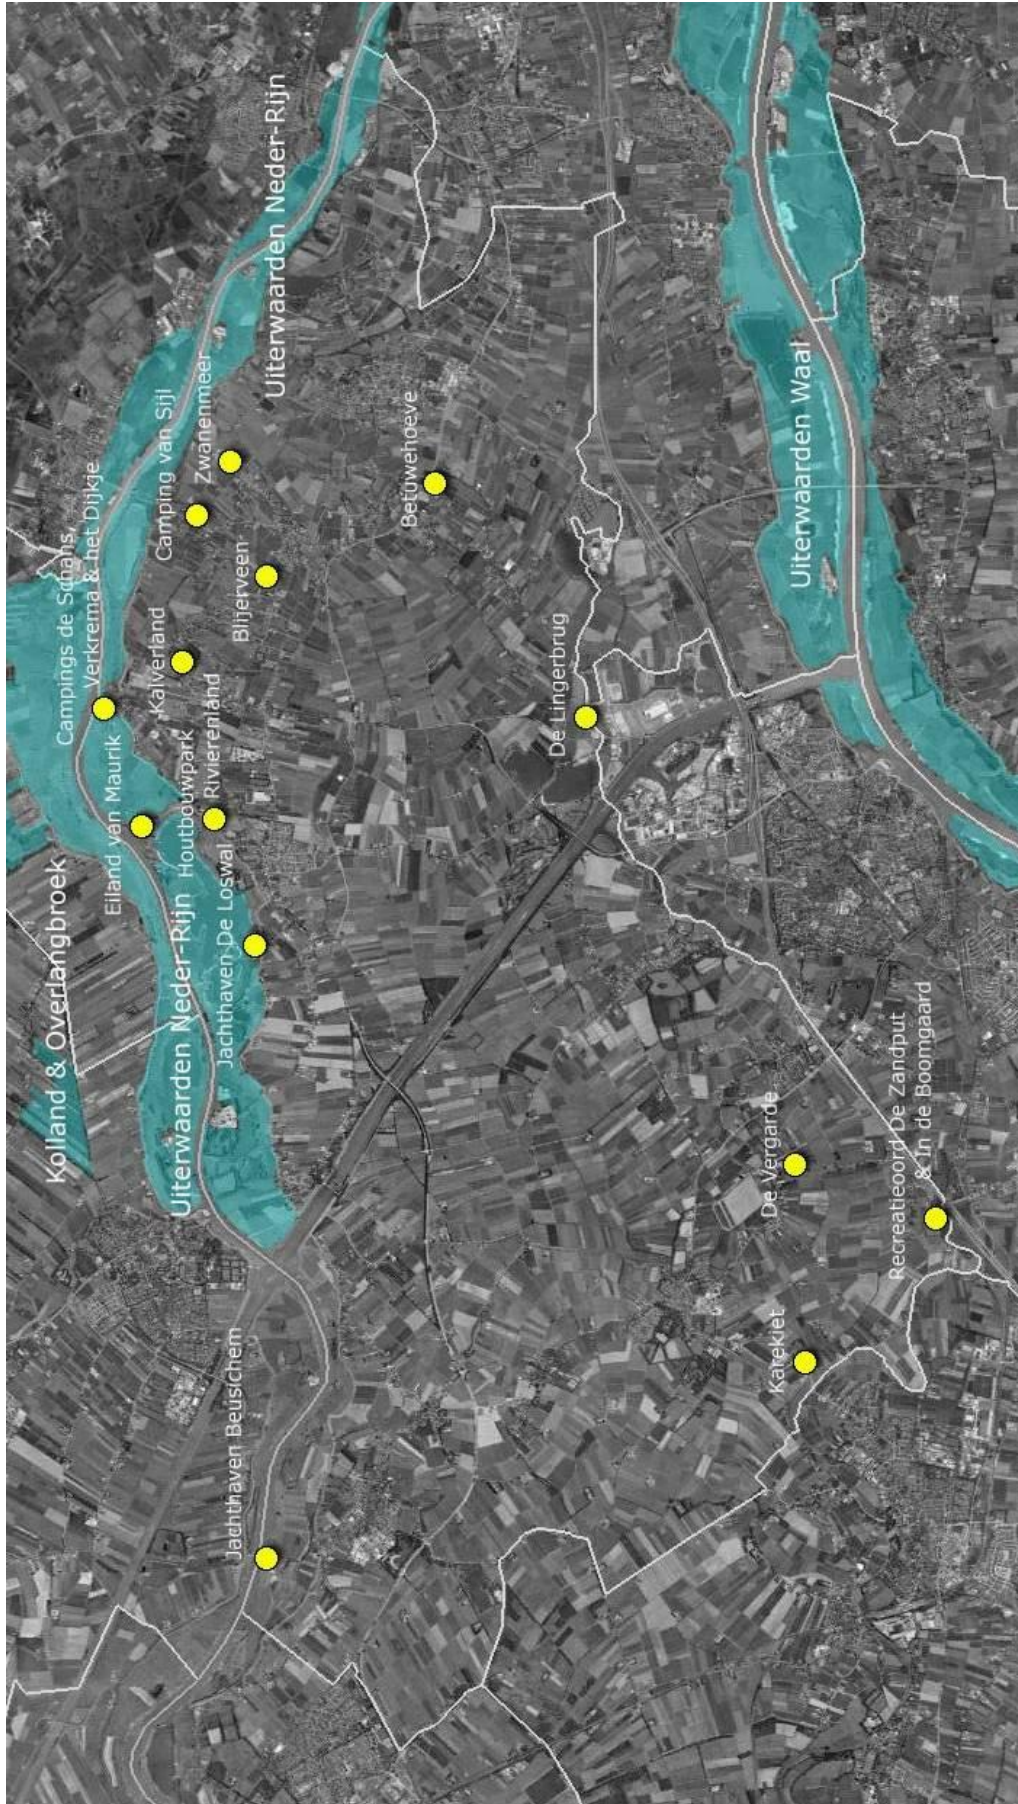 Kolland & Overlangbroek
Uiterwaarden Neder-Rijn
Jachthaven Beusichem
Jachthaven De Loswal
Eiland van Maurik
Houtbouwpark
Rivierenland
Campings de Schans,
Verkrema & het Dijkje
Kalverland
Camping van Sijl
Zwanenmeer
Blijerveen
Uiterwaarden Neder-Rijn
Betuwehoeve
De Lingerbrug
Uiterwaarden Waal
Karekiet
De Vergarde
Recreatieoord De Zandput
& In de Boomgaard